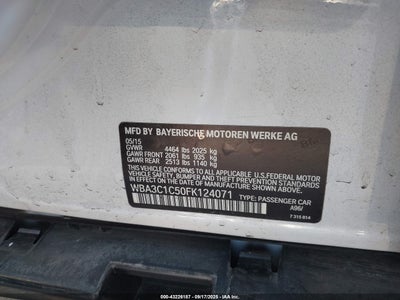 MFD BY BAYERISCHE MOTOREN WERKE AG
05/15
GVWR 4464 lbs 2025 kg
GAWR FRONT 2061 lbs 935 kg
GAWR REAR 2513 lbs 1140 kg
THIS VEHICLE CONFORMS TO ALL APPLICABLE U.S. FEDERAL MOTOR
VEHICLE SAFETY, BUMPER, AND THEFT PREVENTION STANDARDS IN
EFFECT ON THE DATE OF MANUFACTURE SHOWN ABOVE.
WBA3C1C50FK124071 TYPE: PASSENGER CAR
A96/
F 315 814
000-43226187 - 09/17/2025 - IMAGE7